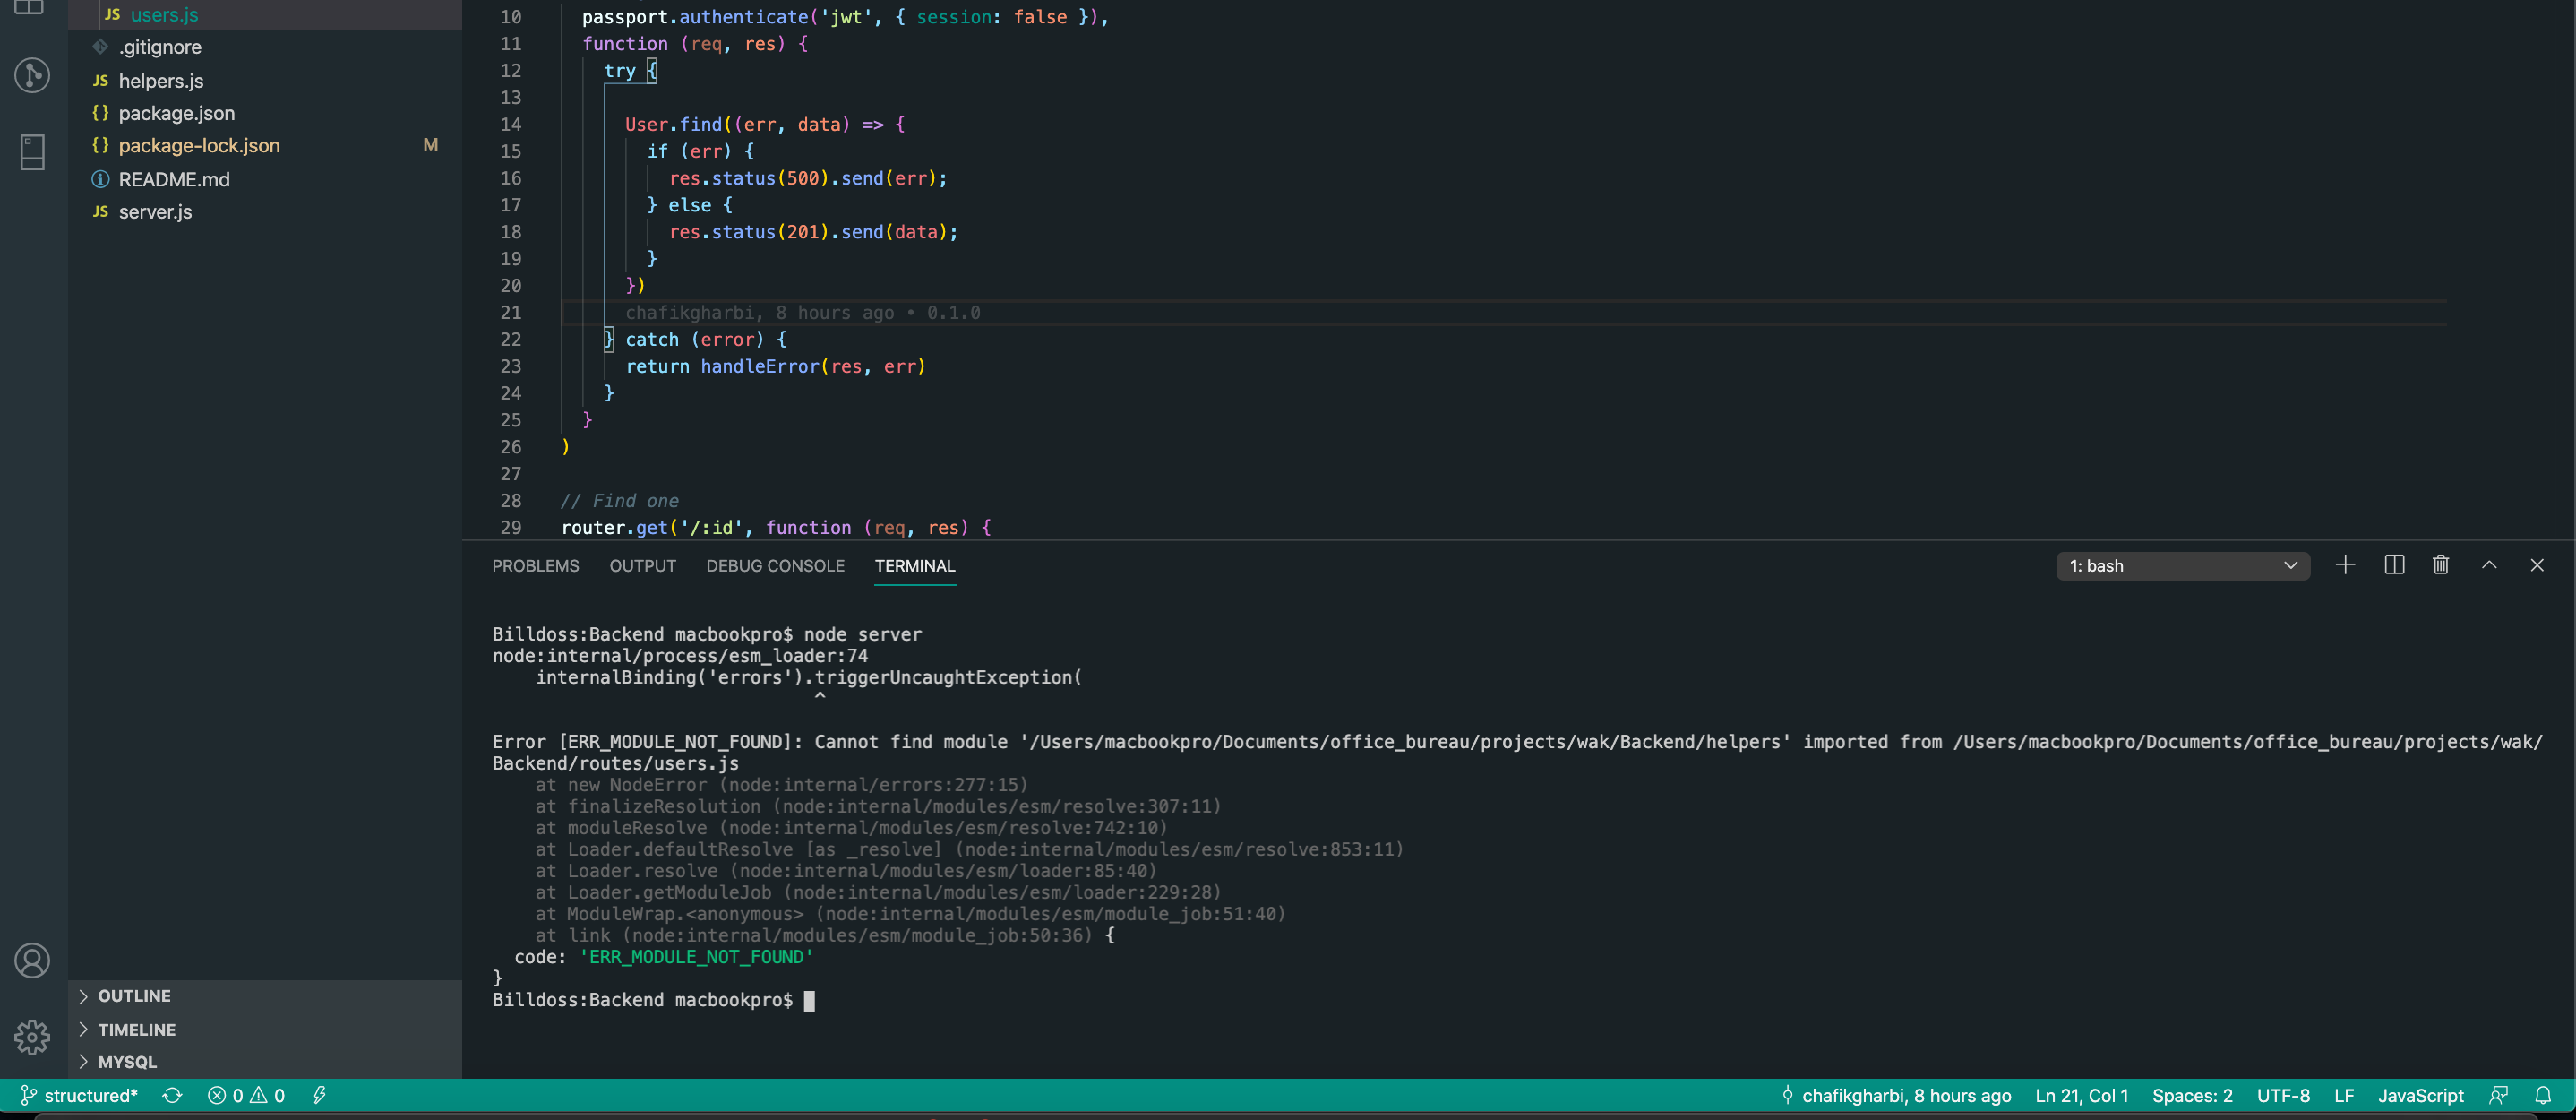 JS users.js
.gitignore
JS helpers.js
{} package.json
{} package-lock.json M
README.md
JS server.js
10 passport.authenticate('jwt', { session: false }),
11 function (req, res) {
12 try {
13
14 User.find((err, data) => {
15 if (err) {
16 res.status(500).send(err);
17 } else {
18 res.status(201).send(data);
19 }
20 })
21 chafikgharbi, 8 hours ago • 0.1.0
22 } catch (error) {
23 return handleError(res, err)
24 }
25 }
26 )
27
28 // Find one
29 router.get('/:id', function (req, res) {
PROBLEMS OUTPUT DEBUG CONSOLE TERMINAL 1: bash
Billdoss:Backend macbookpro$ node server
node:internal/process/esm_loader:74
internalBinding('errors').triggerUncaughtException(
^
Error [ERR_MODULE_NOT_FOUND]: Cannot find module '/Users/macbookpro/Documents/office_bureau/projects/wak/Backend/helpers' imported from /Users/macbookpro/Documents/office_bureau/projects/wak/
Backend/routes/users.js
at new NodeError (node:internal/errors:277:15)
at finalizeResolution (node:internal/modules/esm/resolve:307:11)
at moduleResolve (node:internal/modules/esm/resolve:742:10)
at Loader.defaultResolve [as _resolve] (node:internal/modules/esm/resolve:853:11)
at Loader.resolve (node:internal/modules/esm/loader:85:40)
at Loader.getModuleJob (node:internal/modules/esm/loader:229:28)
at ModuleWrap.<anonymous> (node:internal/modules/esm/module_job:51:40)
at link (node:internal/modules/esm/module_job:50:36) {
code: 'ERR_MODULE_NOT_FOUND'
}
Billdoss:Backend macbookpro$
OUTLINE
TIMELINE
MYSQL
structured* 0 0 chafikgharbi, 8 hours ago Ln 21, Col 1 Spaces: 2 UTF-8 LF JavaScript